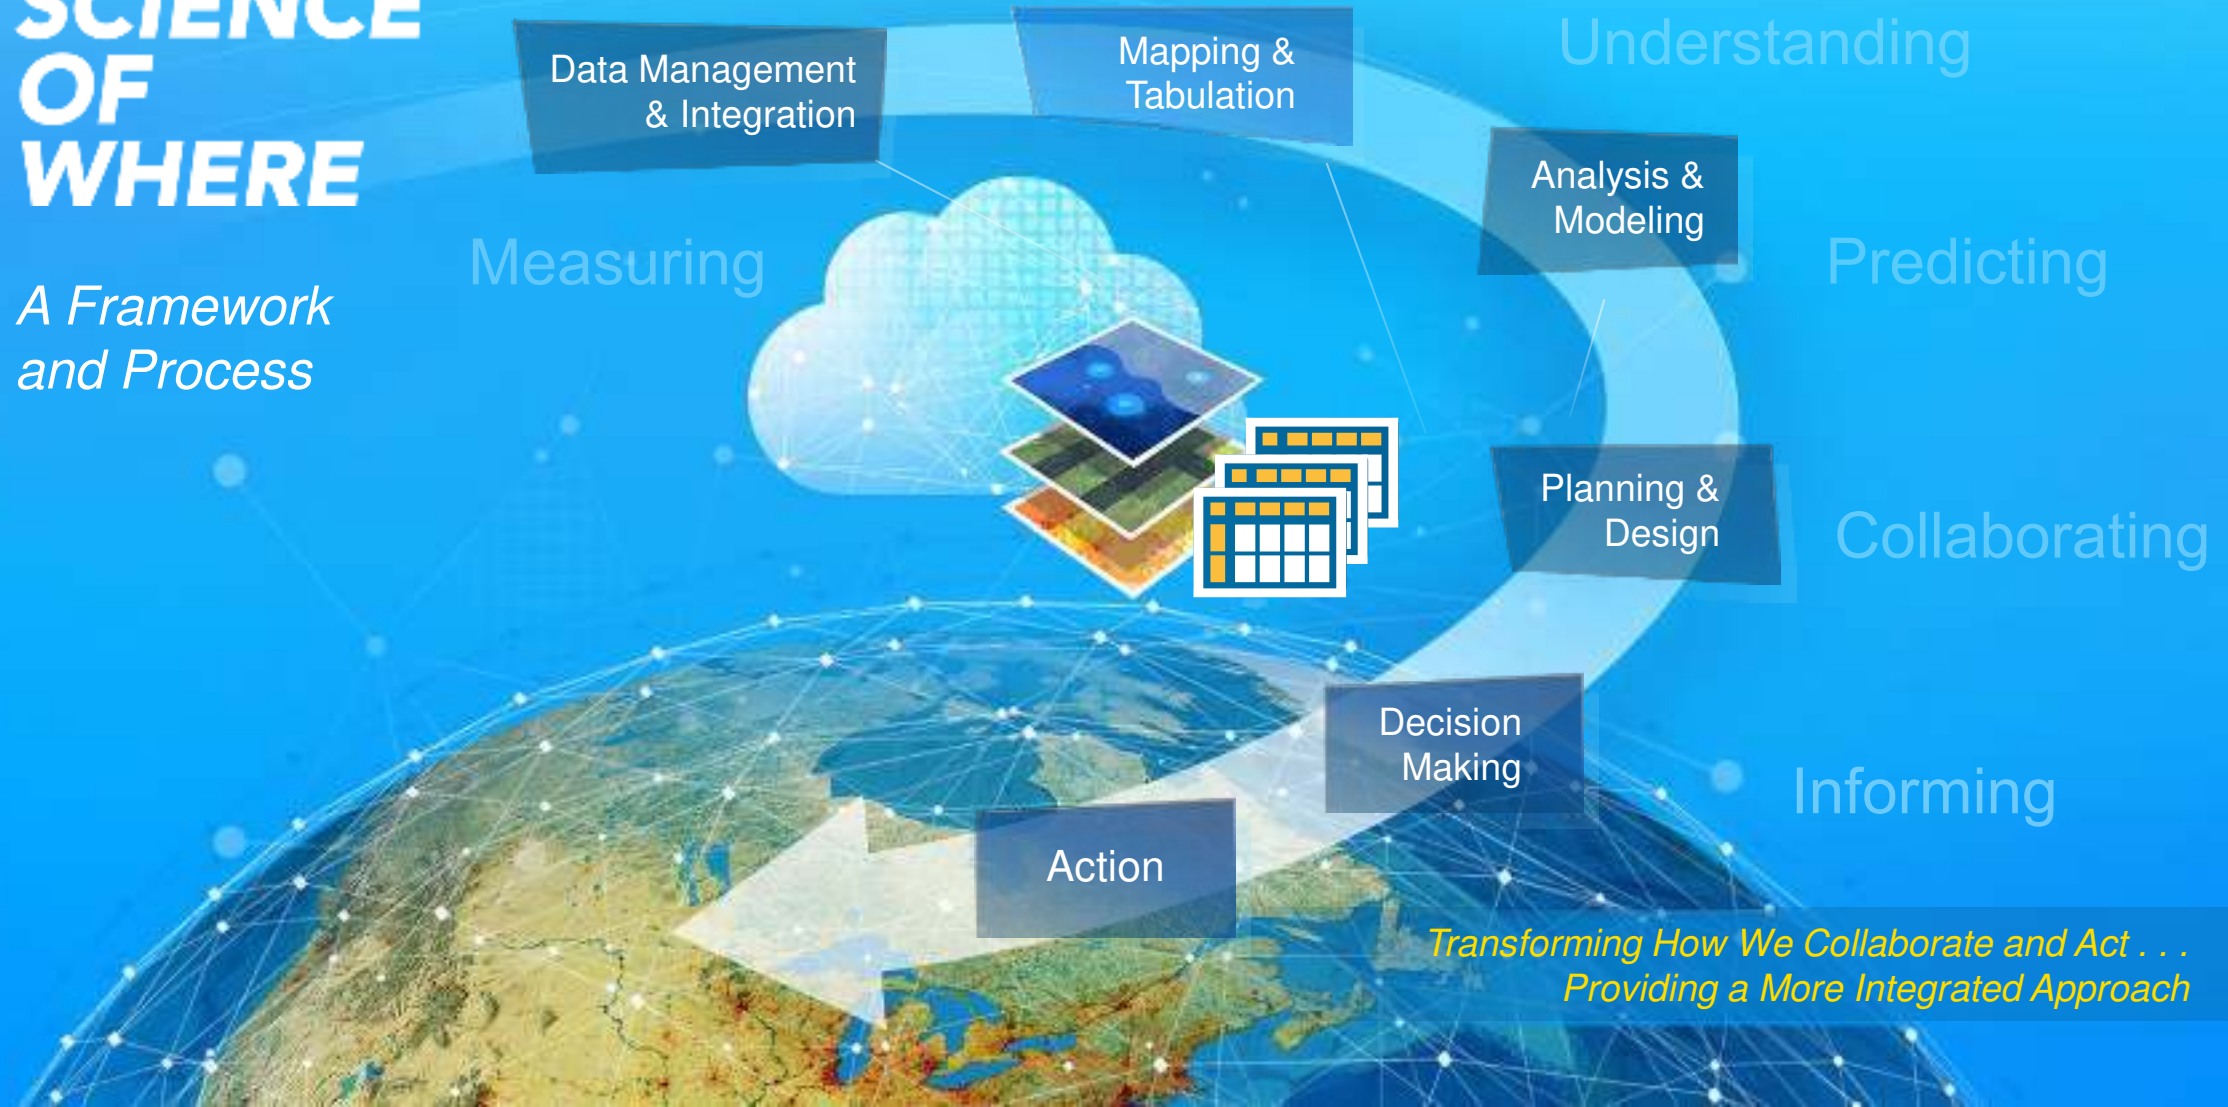 SCIENCE
OF
WHERE
A Framework
and Process
Data Management
& Integration
Mapping &
Tabulation
Understanding
Analysis &
Modeling
Measuring
Predicting
Planning &
Design
Collaborating
Decision
Making
Informing
Action
Transforming How We Collaborate and Act . . .
Providing a More Integrated Approach